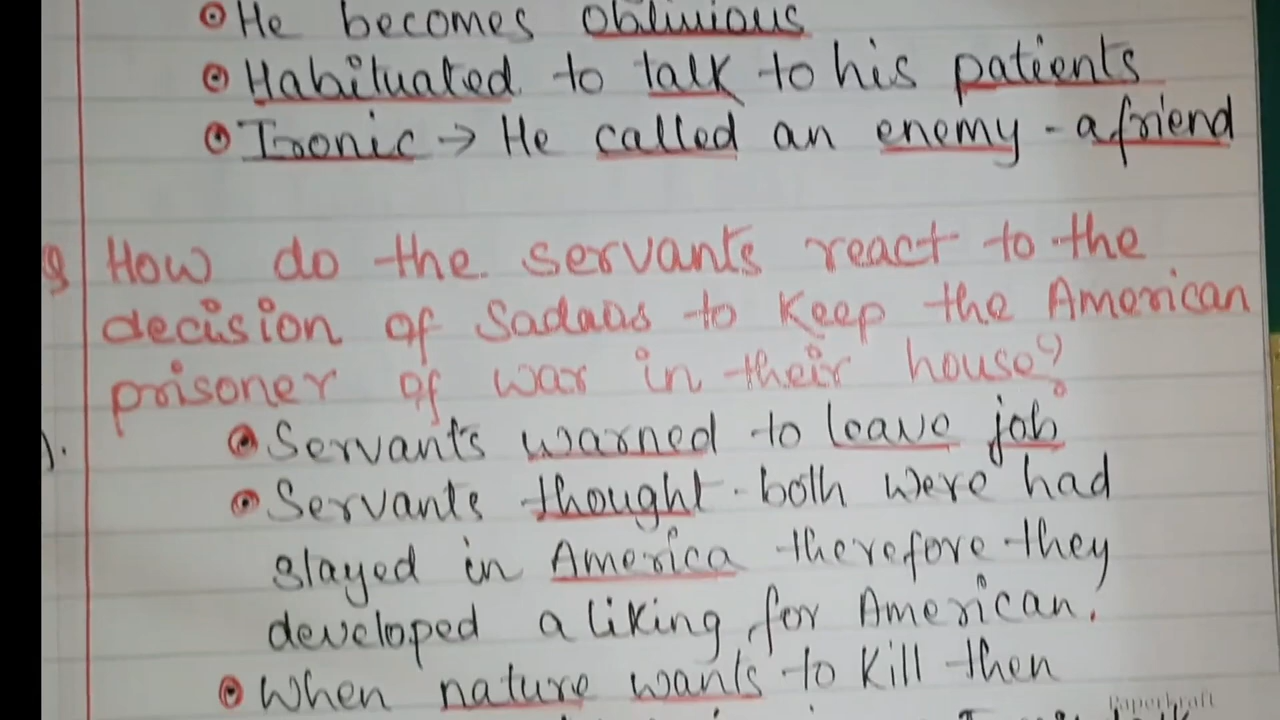 He becomes oblivious
Habituated to talk to his patients
Ironic → He called an enemy - a friend
Q How do the servants react to the
decision of Sadaos to keep the American
prisoner of war in their house?
Servants warned to leave job
Servants thought both were had
stayed in America therefore they
developed a liking for American.
When nature wants to kill then
Paperkraft